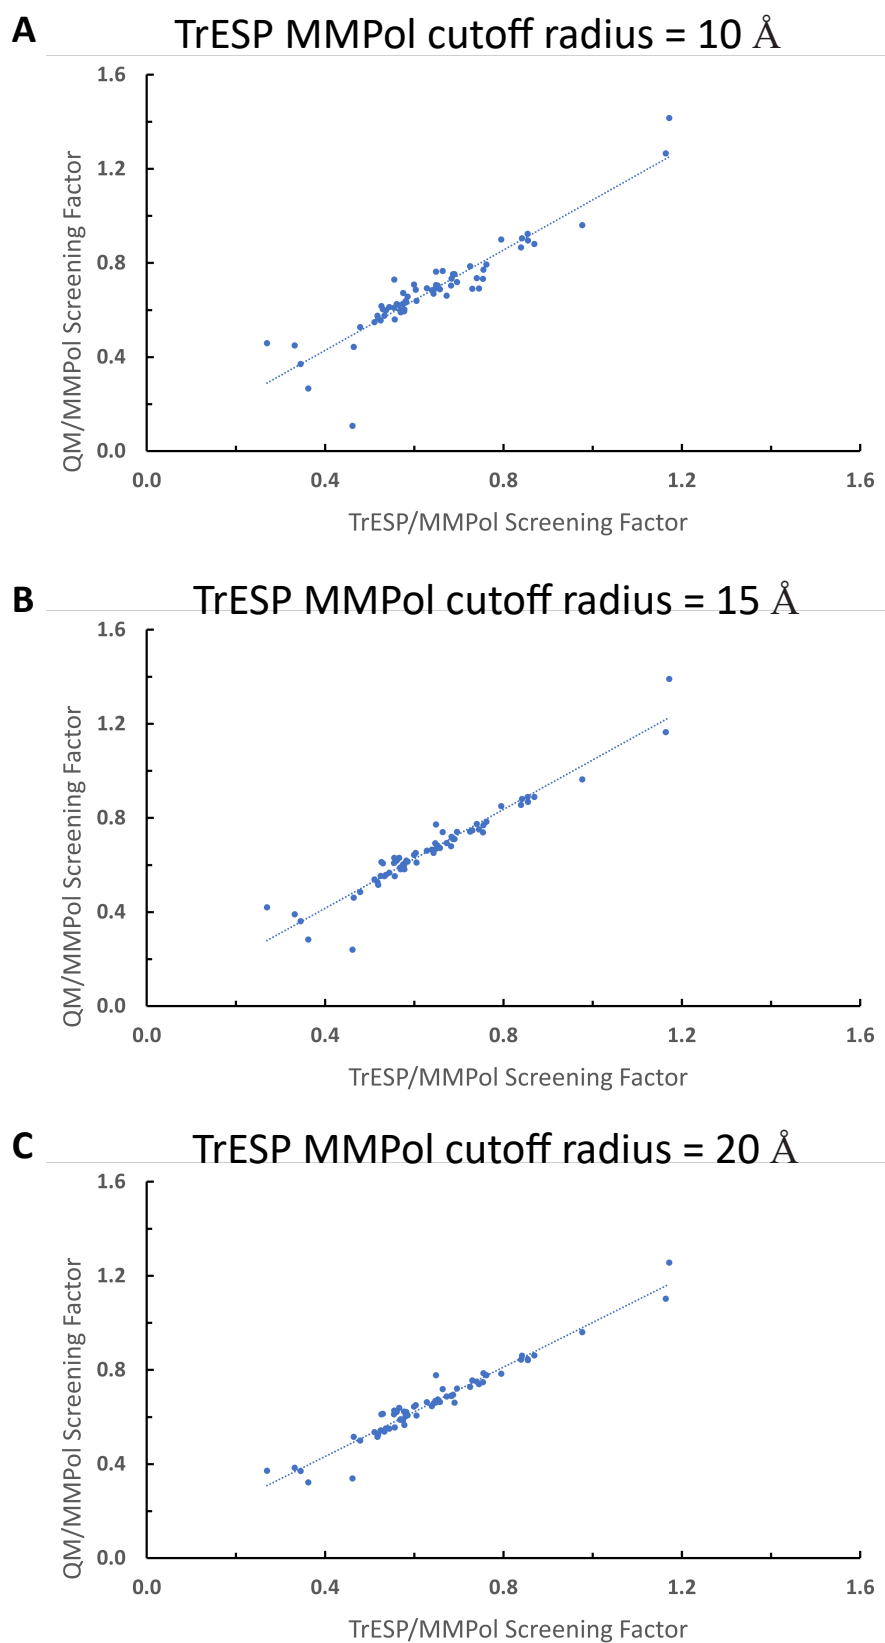 A
TrESP MMPol cutoff radius = 10 Å
QM/MMPol Screening Factor
1.6
1.2
0.8
0.4
0.0
0.0 0.4 0.8 1.2 1.6
TrESP/MMPol Screening Factor
B
TrESP MMPol cutoff radius = 15 Å
QM/MMPol Screening Factor
1.6
1.2
0.8
0.4
0.0
0.0 0.4 0.8 1.2 1.6
TrESP/MMPol Screening Factor
C
TrESP MMPol cutoff radius = 20 Å
QM/MMPol Screening Factor
1.6
1.2
0.8
0.4
0.0
0.0 0.4 0.8 1.2 1.6
TrESP/MMPol Screening Factor